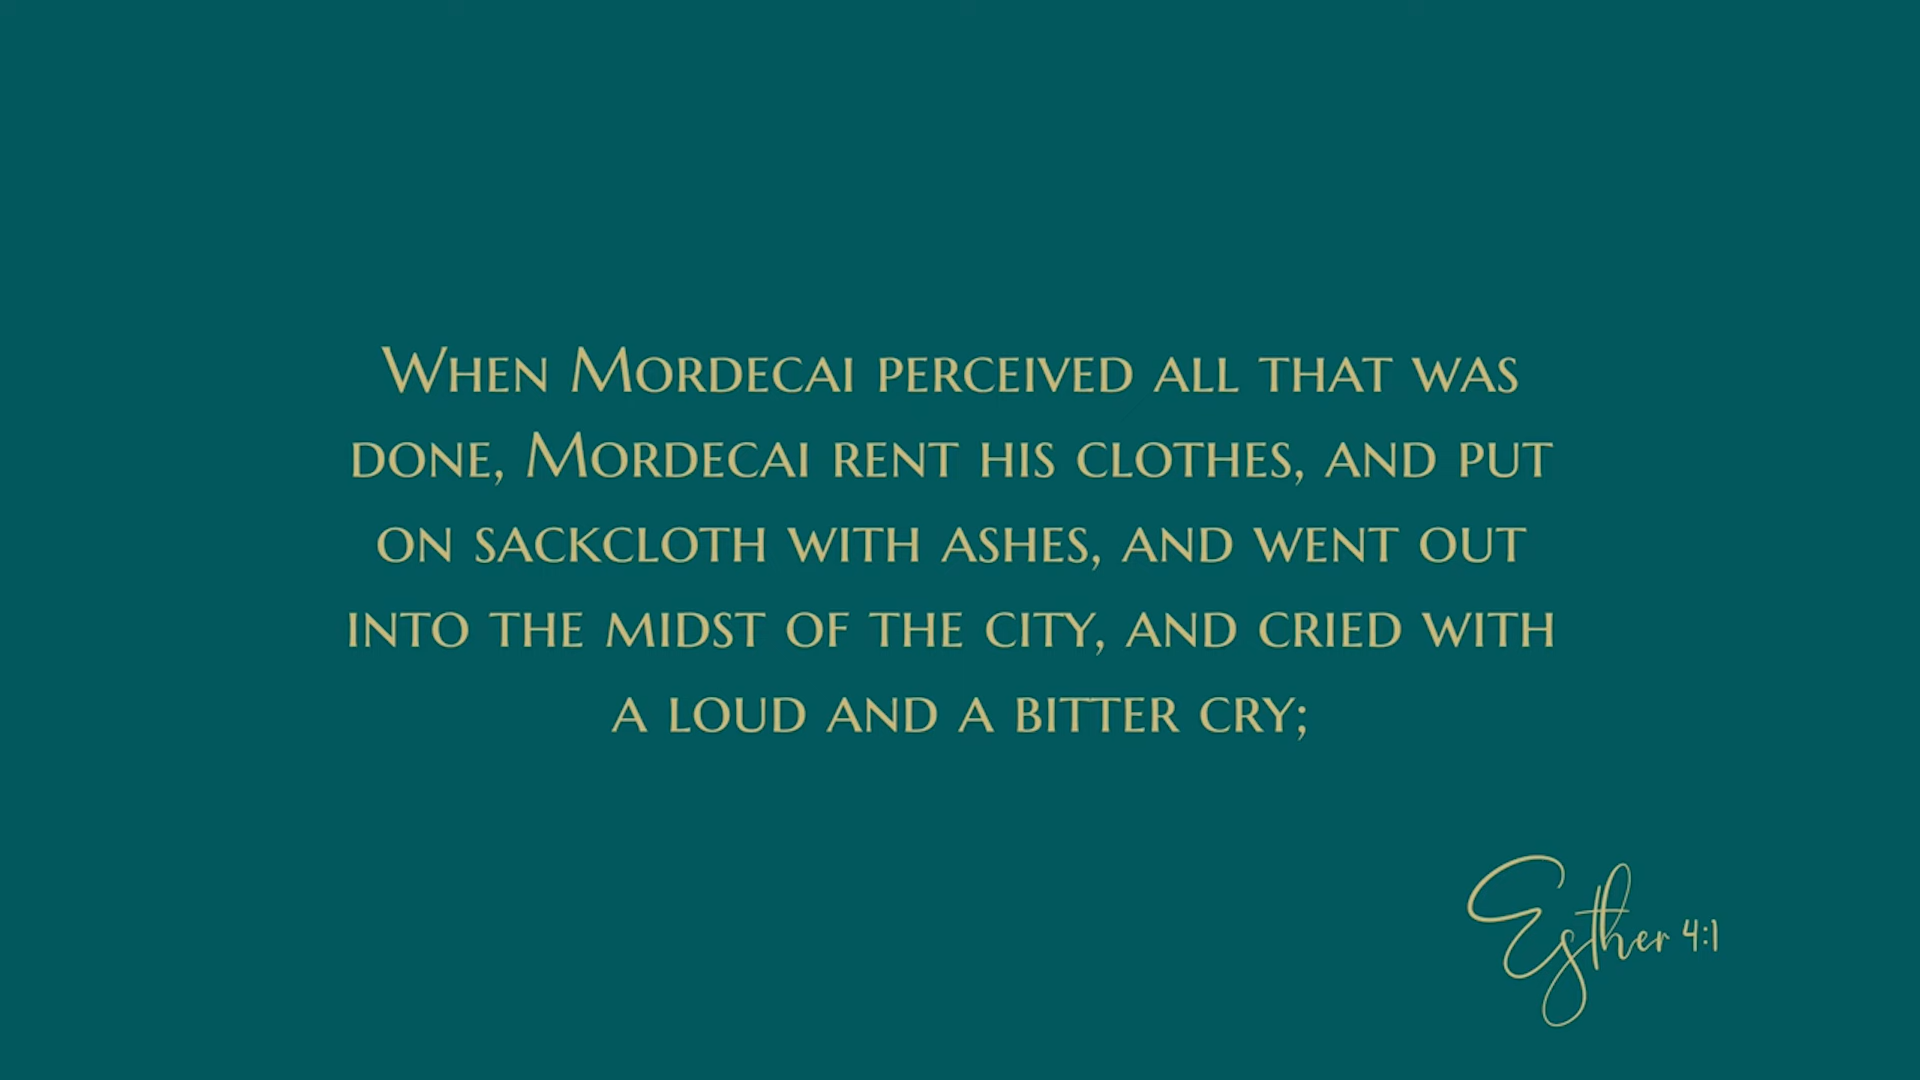 When Mordecai perceived all that was
done, Mordecai rent his clothes, and put
on sackcloth with ashes, and went out
into the midst of the city, and cried with
a loud and a bitter cry;
Esther 4:1